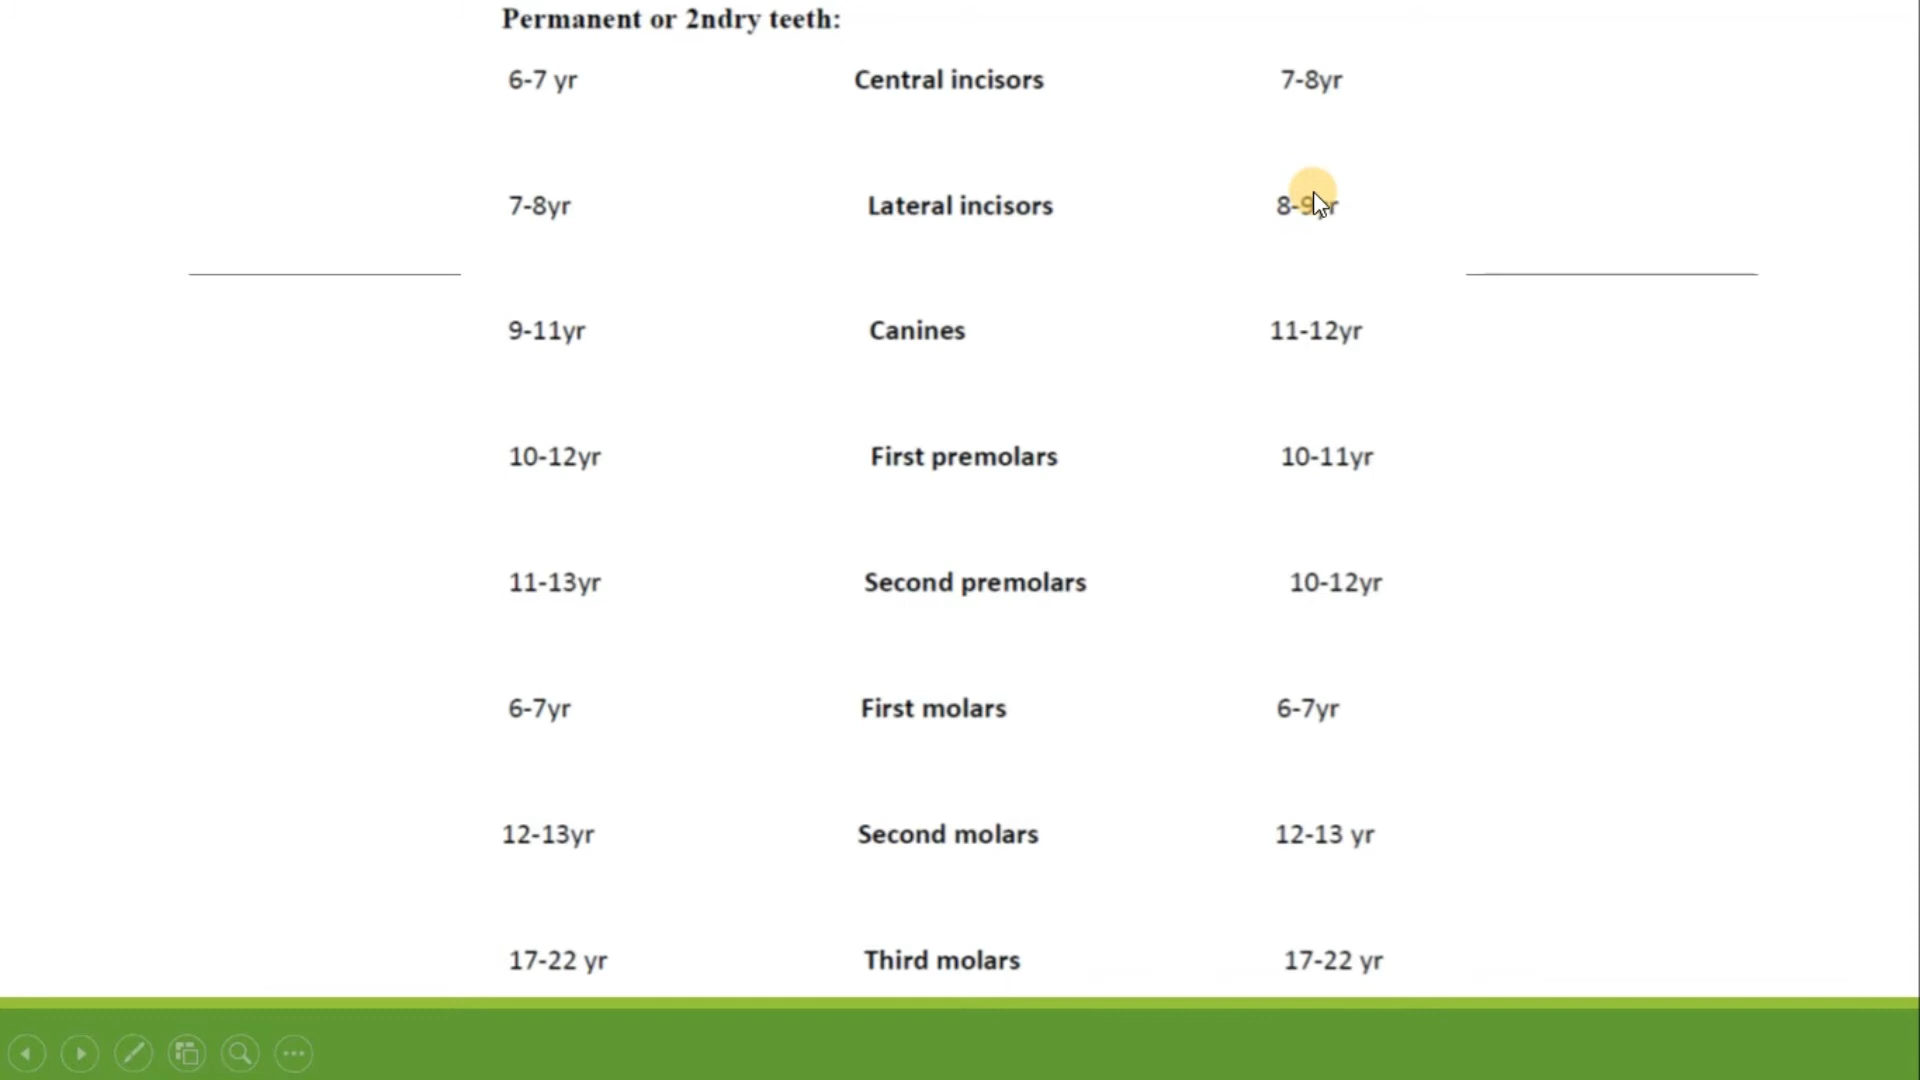 Permanent or 2ndry teeth:
6-7 yr Central incisors 7-8yr
7-8yr Lateral incisors 8-9yr
9-11yr Canines 11-12yr
10-12yr First premolars 10-11yr
11-13yr Second premolars 10-12yr
6-7yr First molars 6-7yr
12-13yr Second molars 12-13 yr
17-22 yr Third molars 17-22 yr